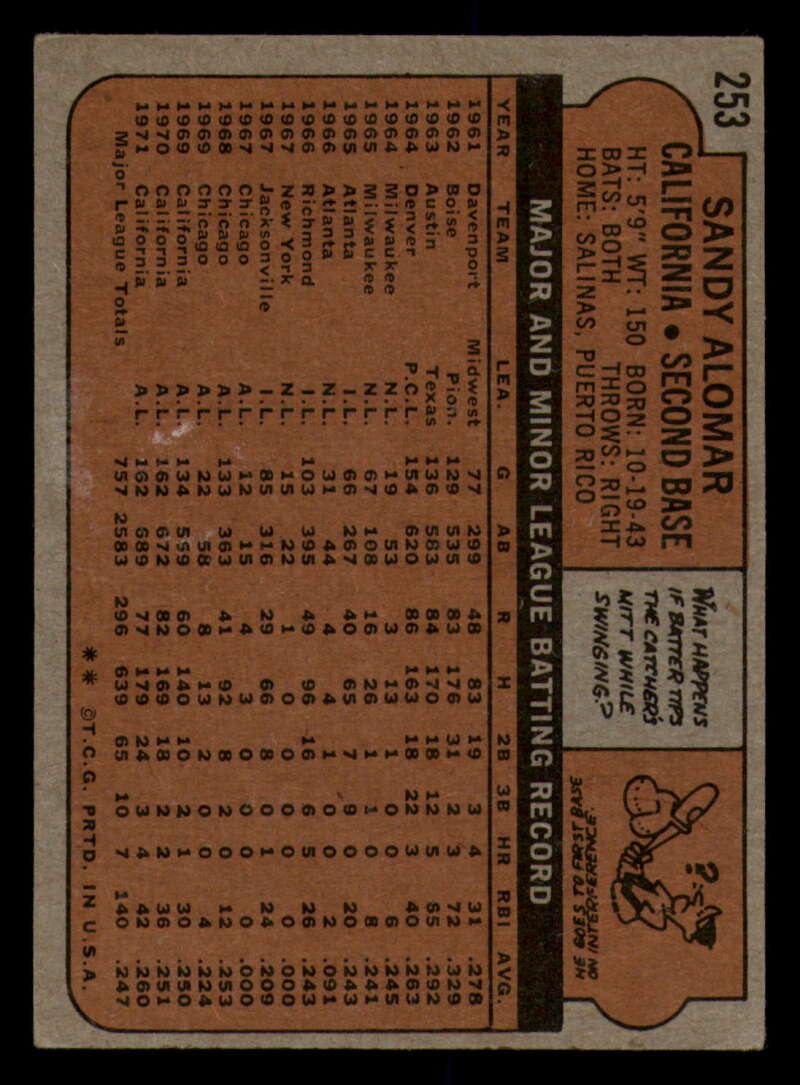 253
SANDY ALOMAR
CALIFORNIA • SECOND BASE
HT: 5'9" WT: 150 BORN: 10-19-43
BATS: BOTH THROWS: RIGHT
HOME: SALINAS, PUERTO RICO
WHAT HAPPENS
IF BATTER TIPS
THE CATCHER'S
MITT WHILE
SWINGING?
?
HE GOES TO FIRST BASE
ON INTERFERENCE.
MAJOR AND MINOR LEAGUE BATTING RECORD
YEAR TEAM LEA. G AB R H 2B 3B HR RBI AVG.
1961 Davenport Midwest 77 299 48 83 19 3 4 31 .278
1962 Boise Pion. 129 535 83 176 31 2 3 72 .329
1963 Austin Texas 136 583 84 170 18 12 5 65 .292
1964 Denver P.C.L. 154 620 86 163 18 22 3 40 .263
1964 Milwaukee N.L. 19 53 3 13 1 0 0 6 .245
1965 Milwaukee N.L. 67 108 16 26 1 1 0 8 .241
1965 Atlanta I.L. 66 267 40 65 7 9 0 20 .243
1966 Atlanta N.L. 31 44 4 4 1 0 0 2 .091
1966 Richmond I.L. 103 395 49 96 16 6 5 26 .243
1967 New York N.L. 15 22 1 0 0 0 0 0 .000
1967 Jacksonville I.L. 85 316 29 66 8 0 1 24 .209
1967 Chicago A.L. 12 15 4 3 0 0 0 0 .000
1968 Chicago A.L. 133 363 41 92 8 2 0 12 .253
1969 Chicago A.L. 22 58 8 13 2 0 0 4 .224
1969 California A.L. 134 559 60 140 10 2 1 30 .250
1970 California A.L. 162 672 82 169 18 2 2 36 .251
1971 California A.L. 162 689 77 179 24 3 4 42 .260
Major League Totals 757 2583 296 639 65 10 7 140 .247
** ©T.C.G. PRTD. IN U.S.A.